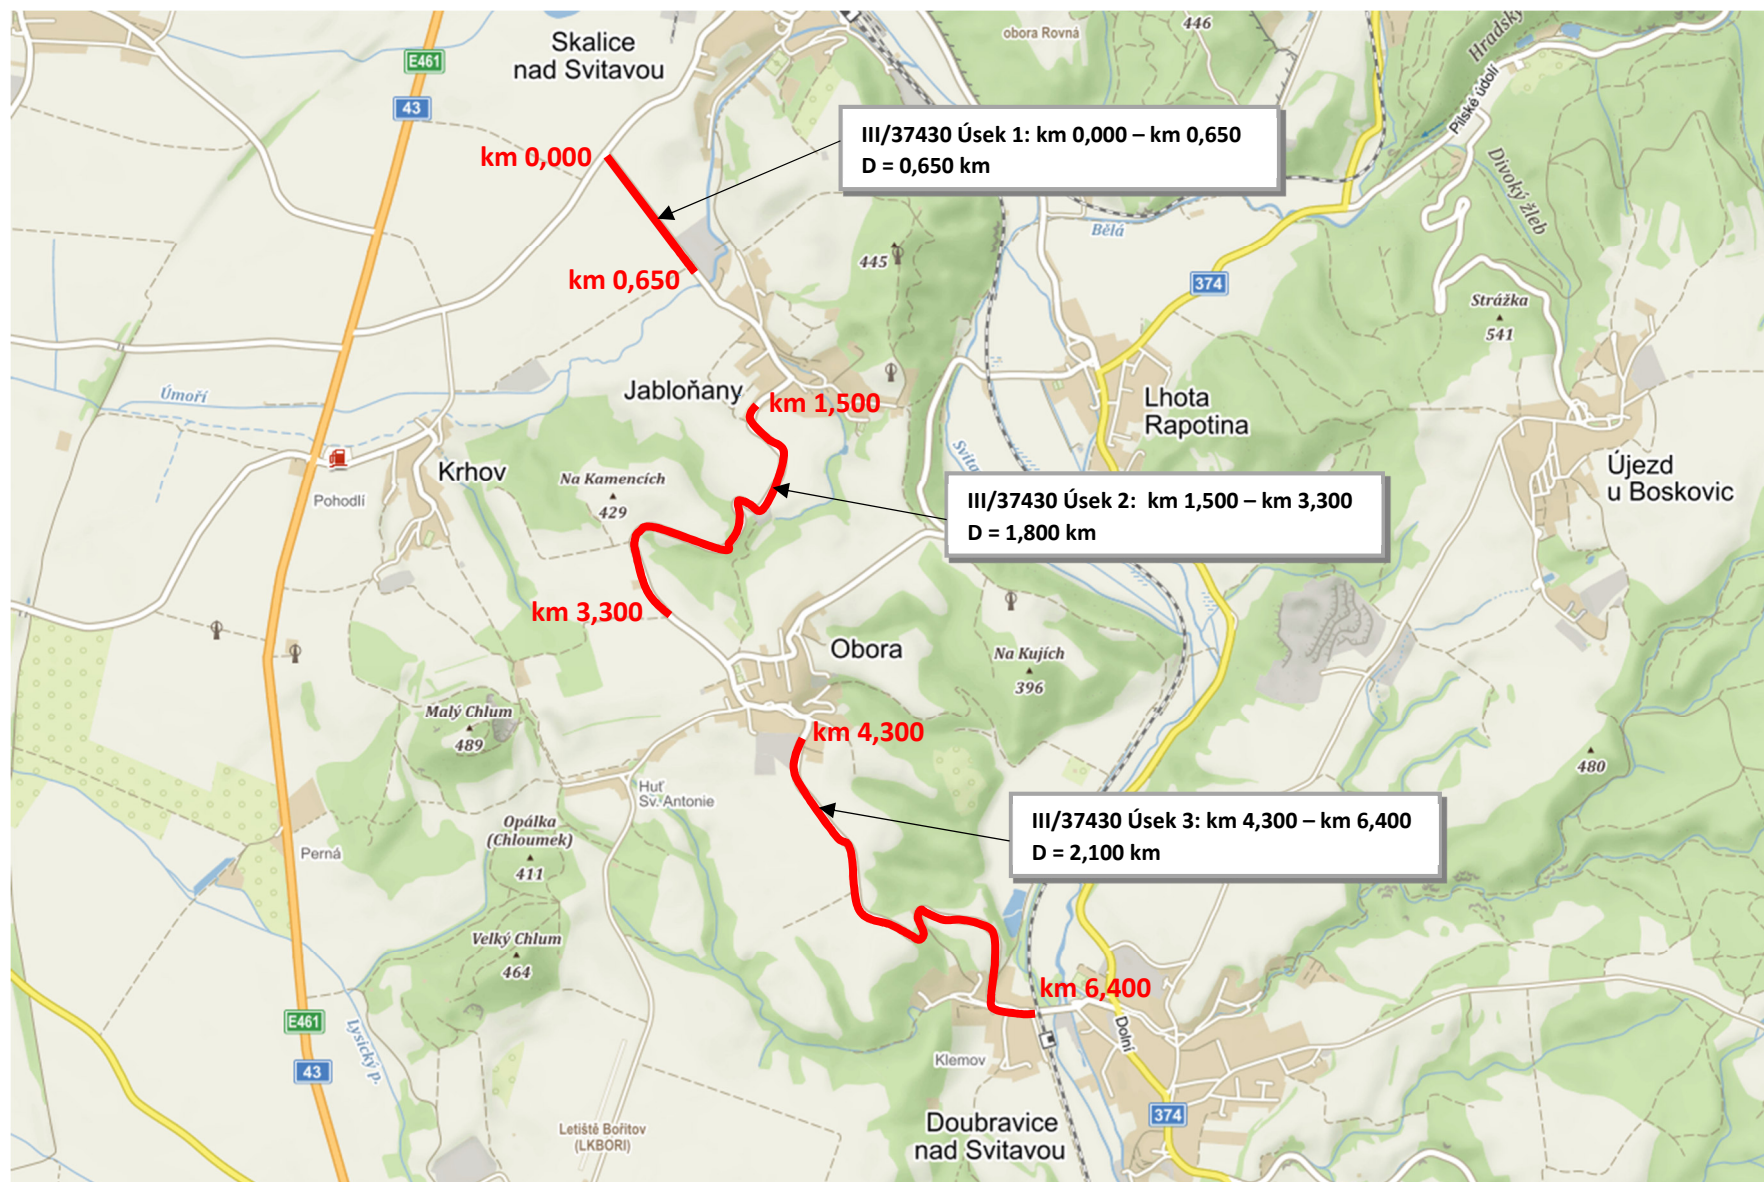 Skalice
nad Svitavou
446
obora Rovná
Hradsk
E461
43
Pilské údolí
III/37430 Úsek 1: km 0,000 – km 0,650
D = 0,650 km
km 0,000
Divoký žleb
Bělá
445
km 0,650
374
Strážka
541
Úmoří
Jabloňany
km 1,500
Lhota
Rapotina
Svita
Krhov
Pohodlí
Na Kamencích
429
Újezd
u Boskovic
III/37430 Úsek 2:  km 1,500 – km 3,300
D = 1,800 km
km 3,300
Obora
Na Kujích
396
Malý Chlum
489
km 4,300
480
Huť
Sv. Antonie
Opálka
(Chloumek)
411
Perná
III/37430 Úsek 3: km 4,300 – km 6,400
D = 2,100 km
Velký Chlum
464
km 6,400
E461
43
Lysický p.
Dolní
Klemov
374
Letiště Bořitov
(LKBORI)
Doubravice
nad Svitavou